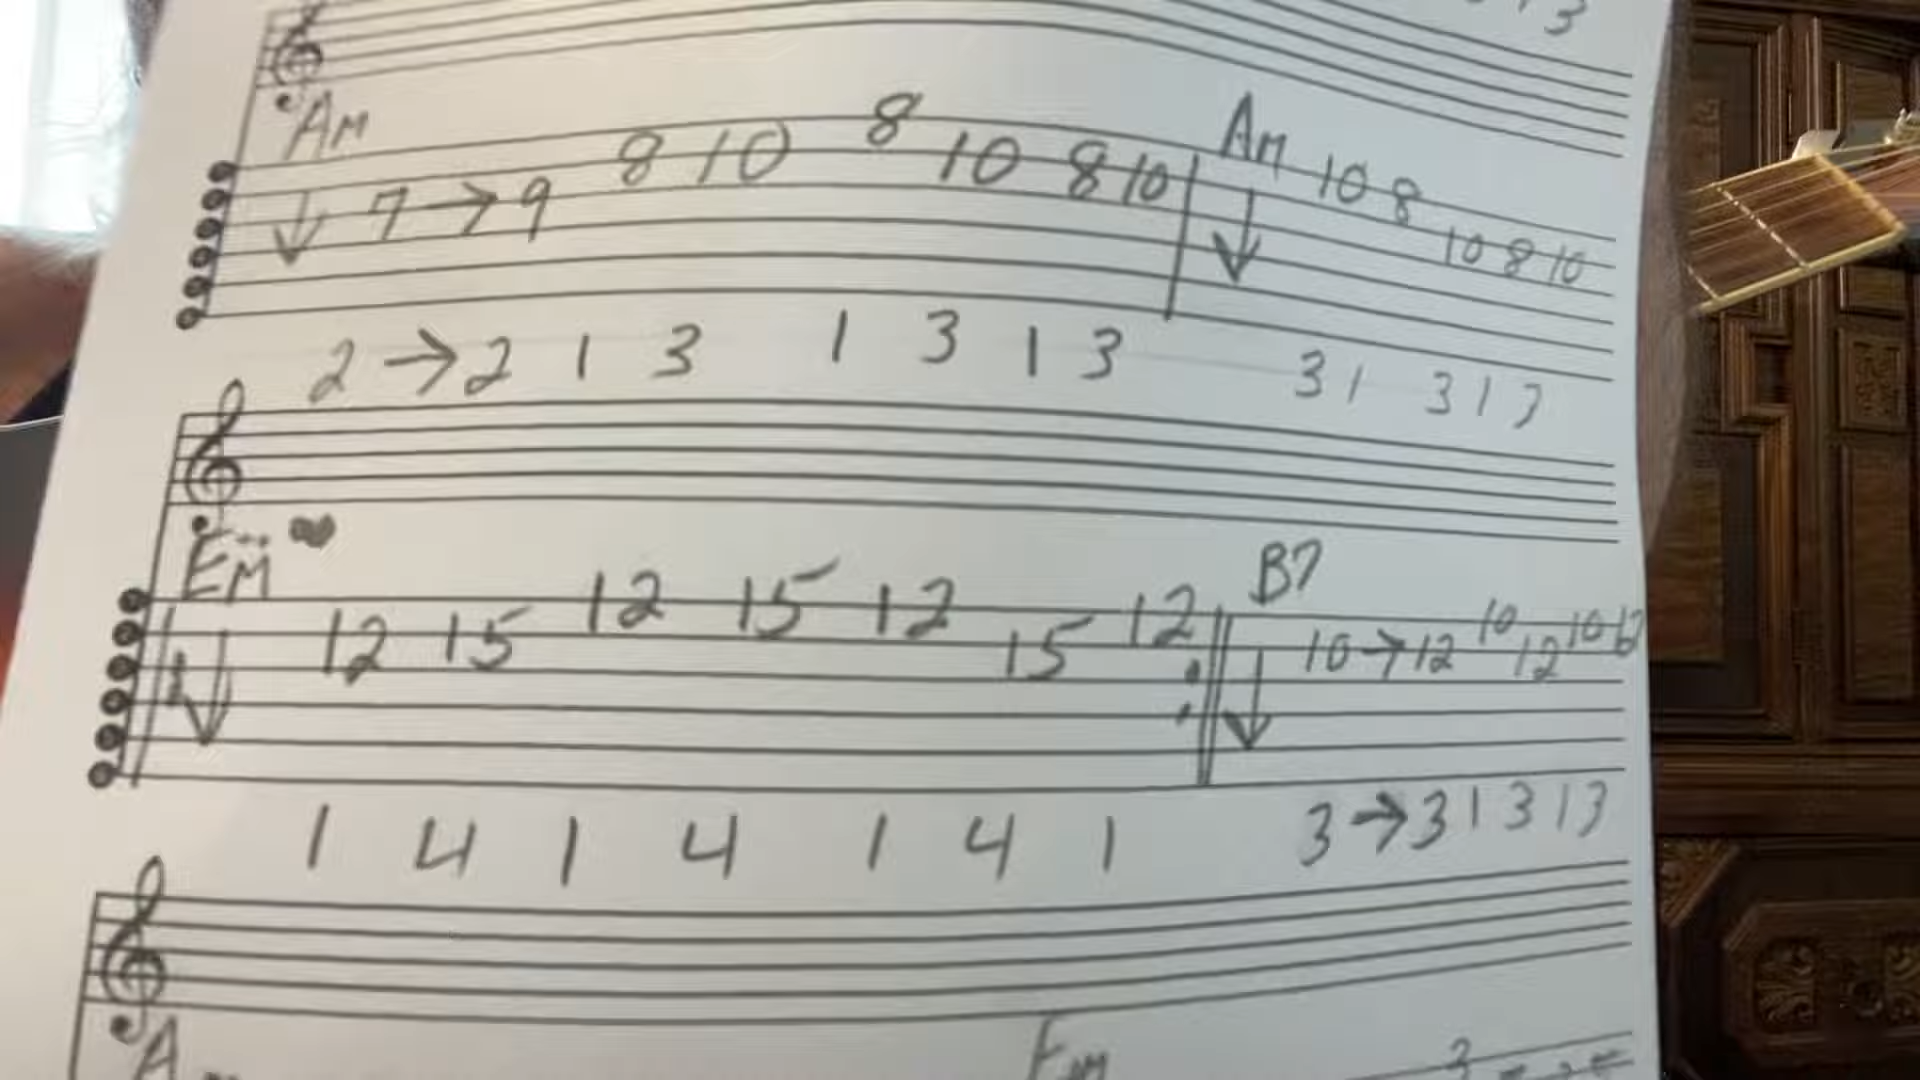 13
Am Am
7 → 9 8 10 8 10 8 10 10 8 10 8 10
2 → 2 1 3 1 3 1 3 3 1 3 1 3
Em B7
12 15 12 15 12 15 12 10 → 12 10 12 10 12
1 4 1 4 1 4 1 3 → 3 1 3 1 3
A Em